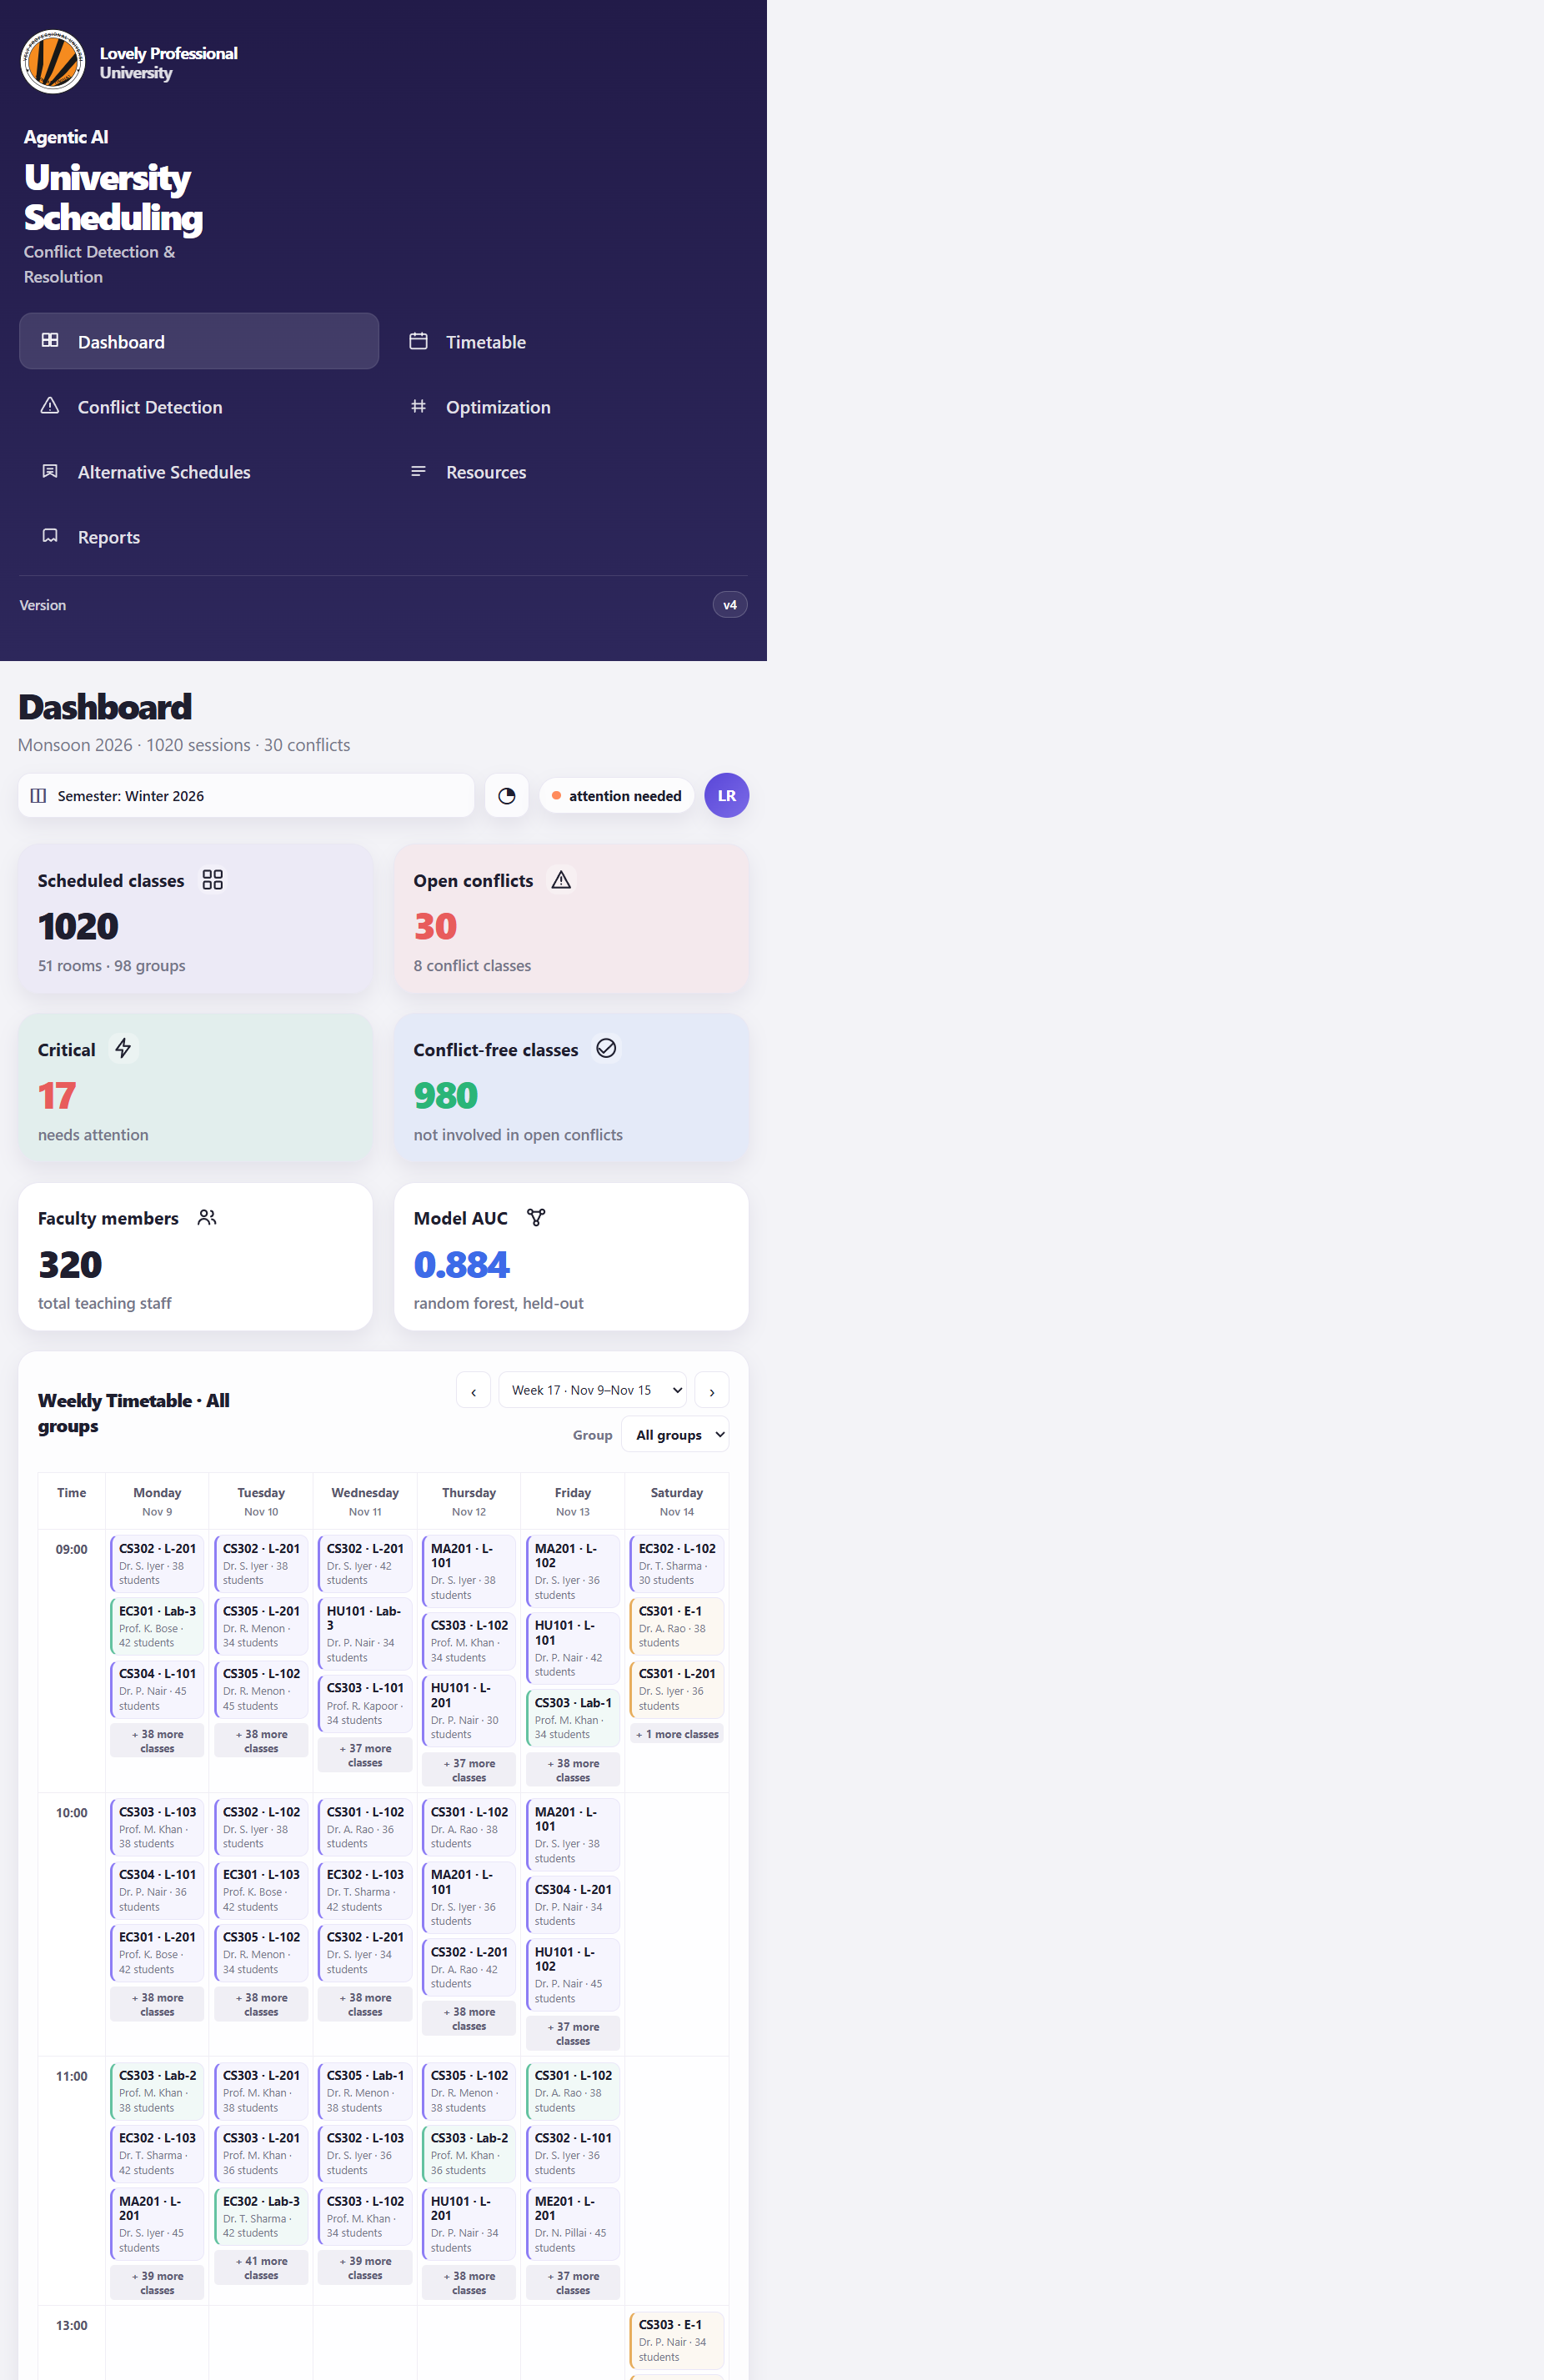 Lovely Professional
University
Agentic AI
University
Scheduling
Conflict Detection &
Resolution
Dashboard
Timetable
Conflict Detection
Optimization
Alternative Schedules
Resources
Reports
Version
v4
Dashboard
Monsoon 2026 · 1020 sessions · 30 conflicts
Semester: Winter 2026
attention needed
LR
Scheduled classes
1020
51 rooms · 98 groups
Open conflicts
30
8 conflict classes
Critical
17
needs attention
Conflict-free classes
980
not involved in open conflicts
Faculty members
320
total teaching staff
Model AUC
0.884
random forest, held-out
Weekly Timetable · All
groups
‹
Week 17 · Nov 9–Nov 15
›
Group
All groups
Time
Monday
Nov 9
Tuesday
Nov 10
Wednesday
Nov 11
Thursday
Nov 12
Friday
Nov 13
Saturday
Nov 14
09:00
CS302 · L-201
Dr. S. Iyer · 38
students
EC301 · Lab-3
Prof. K. Bose ·
42 students
CS304 · L-101
Dr. P. Nair · 45
students
+ 38 more
classes
CS302 · L-201
Dr. S. Iyer · 38
students
CS305 · L-201
Dr. R. Menon ·
34 students
CS305 · L-102
Dr. R. Menon ·
45 students
+ 38 more
classes
CS302 · L-201
Dr. S. Iyer · 42
students
HU101 · Lab-
3
Dr. P. Nair · 34
students
CS303 · L-101
Prof. R. Kapoor ·
34 students
+ 37 more
classes
MA201 · L-
101
Dr. S. Iyer · 38
students
CS303 · L-102
Prof. M. Khan ·
34 students
HU101 · L-
201
Dr. P. Nair · 30
students
+ 37 more
classes
MA201 · L-
102
Dr. S. Iyer · 36
students
HU101 · L-
101
Dr. P. Nair · 42
students
CS303 · Lab-1
Prof. M. Khan ·
34 students
+ 38 more
classes
EC302 · L-102
Dr. T. Sharma ·
30 students
CS301 · E-1
Dr. A. Rao · 38
students
CS301 · L-201
Dr. S. Iyer · 36
students
+ 1 more classes
10:00
CS303 · L-103
Prof. M. Khan ·
38 students
CS304 · L-101
Dr. P. Nair · 36
students
EC301 · L-201
Prof. K. Bose ·
42 students
+ 38 more
classes
CS302 · L-102
Dr. S. Iyer · 38
students
EC301 · L-103
Prof. K. Bose ·
42 students
CS305 · L-102
Dr. R. Menon ·
34 students
+ 38 more
classes
CS301 · L-102
Dr. A. Rao · 36
students
EC302 · L-103
Dr. T. Sharma ·
42 students
CS302 · L-201
Dr. S. Iyer · 34
students
+ 38 more
classes
CS301 · L-102
Dr. A. Rao · 38
students
MA201 · L-
101
Dr. S. Iyer · 36
students
CS302 · L-201
Dr. A. Rao · 42
students
+ 38 more
classes
MA201 · L-
101
Dr. S. Iyer · 38
students
CS304 · L-201
Dr. P. Nair · 34
students
HU101 · L-
102
Dr. P. Nair · 45
students
+ 37 more
classes
11:00
CS303 · Lab-2
Prof. M. Khan ·
38 students
EC302 · L-103
Dr. T. Sharma ·
42 students
MA201 · L-
201
Dr. S. Iyer · 45
students
+ 39 more
classes
CS303 · L-201
Prof. M. Khan ·
38 students
CS303 · L-201
Prof. M. Khan ·
36 students
EC302 · Lab-3
Dr. T. Sharma ·
42 students
+ 41 more
classes
CS305 · Lab-1
Dr. R. Menon ·
38 students
CS302 · L-103
Dr. S. Iyer · 36
students
CS303 · L-102
Prof. M. Khan ·
34 students
+ 39 more
classes
CS305 · L-102
Dr. R. Menon ·
38 students
CS303 · Lab-2
Prof. M. Khan ·
36 students
HU101 · L-
201
Dr. P. Nair · 34
students
+ 38 more
classes
CS301 · L-102
Dr. A. Rao · 38
students
CS302 · L-101
Dr. S. Iyer · 36
students
ME201 · L-
201
Dr. N. Pillai · 45
students
+ 37 more
classes
13:00
CS303 · E-1
Dr. P. Nair · 34
students